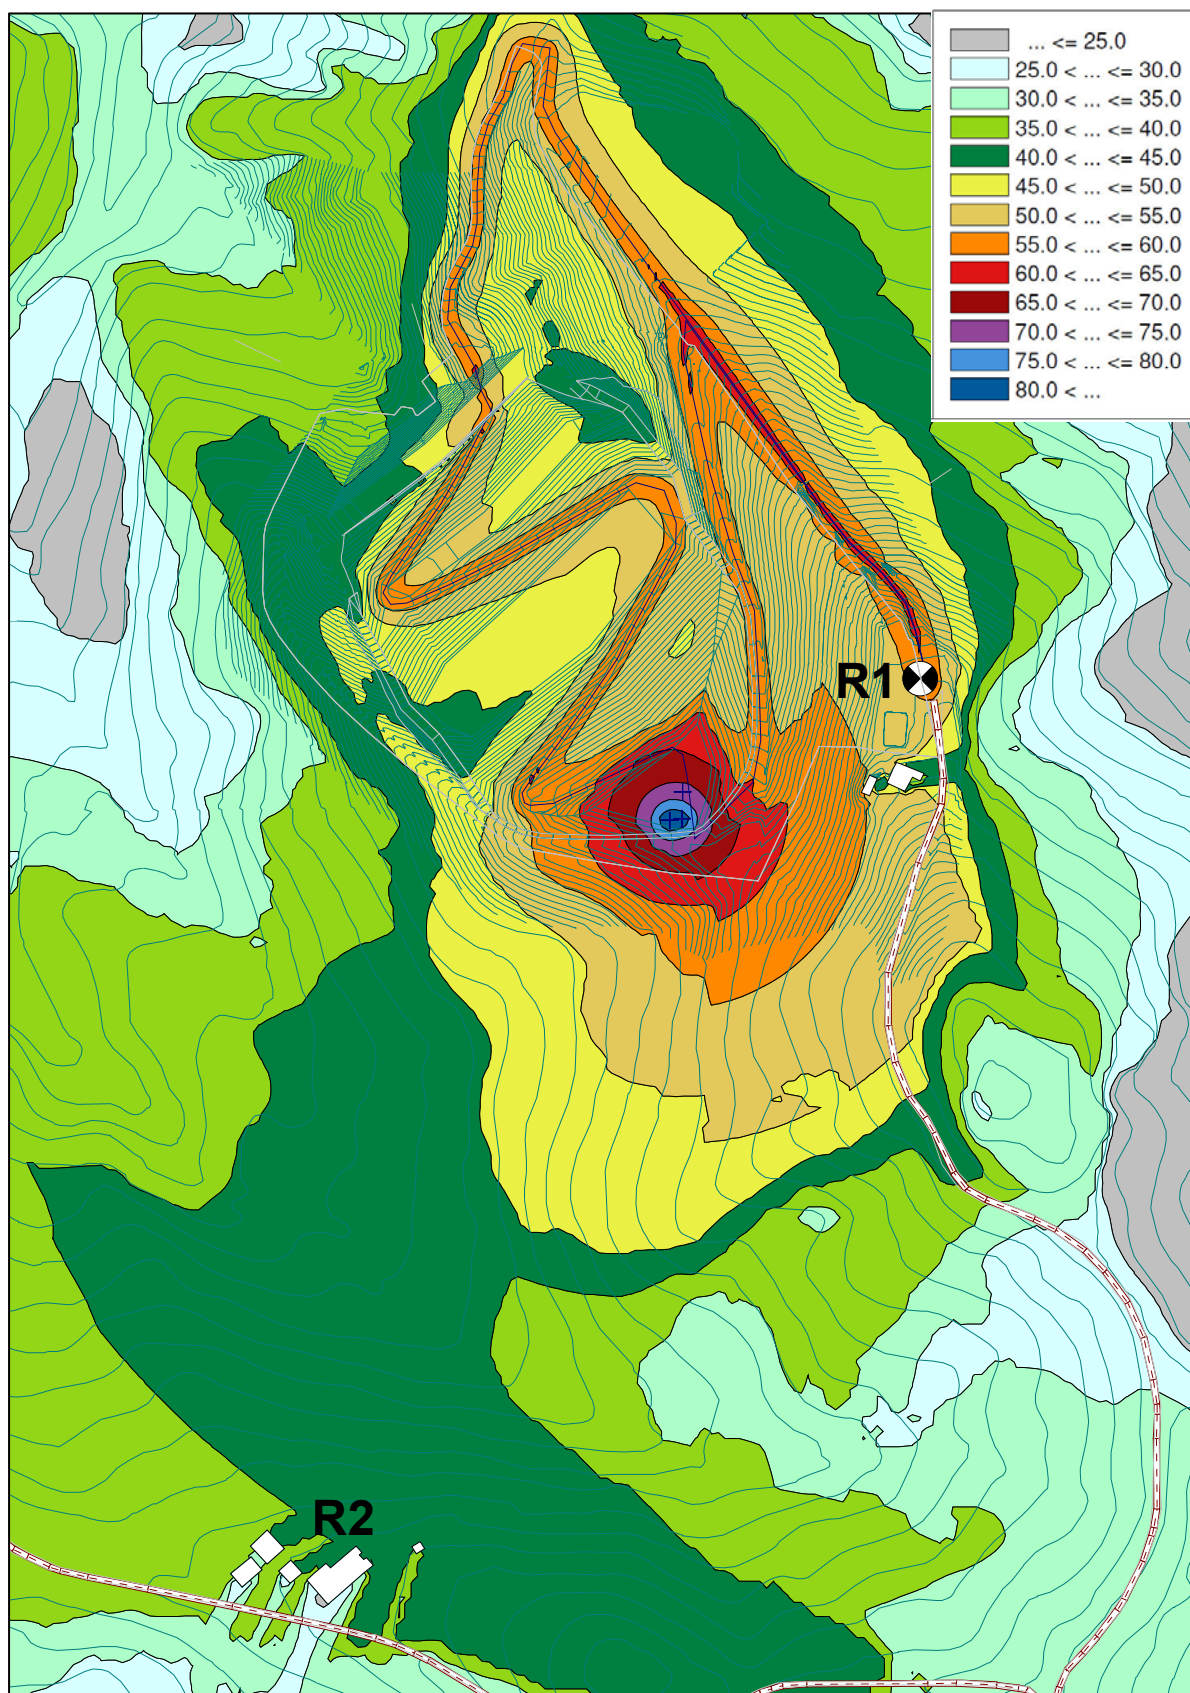 ... <= 25.0
25.0 < ... <= 30.0
30.0 < ... <= 35.0
35.0 < ... <= 40.0
40.0 < ... <= 45.0
45.0 < ... <= 50.0
50.0 < ... <= 55.0
55.0 < ... <= 60.0
60.0 < ... <= 65.0
65.0 < ... <= 70.0
70.0 < ... <= 75.0
75.0 < ... <= 80.0
80.0 < ...
R1
R2